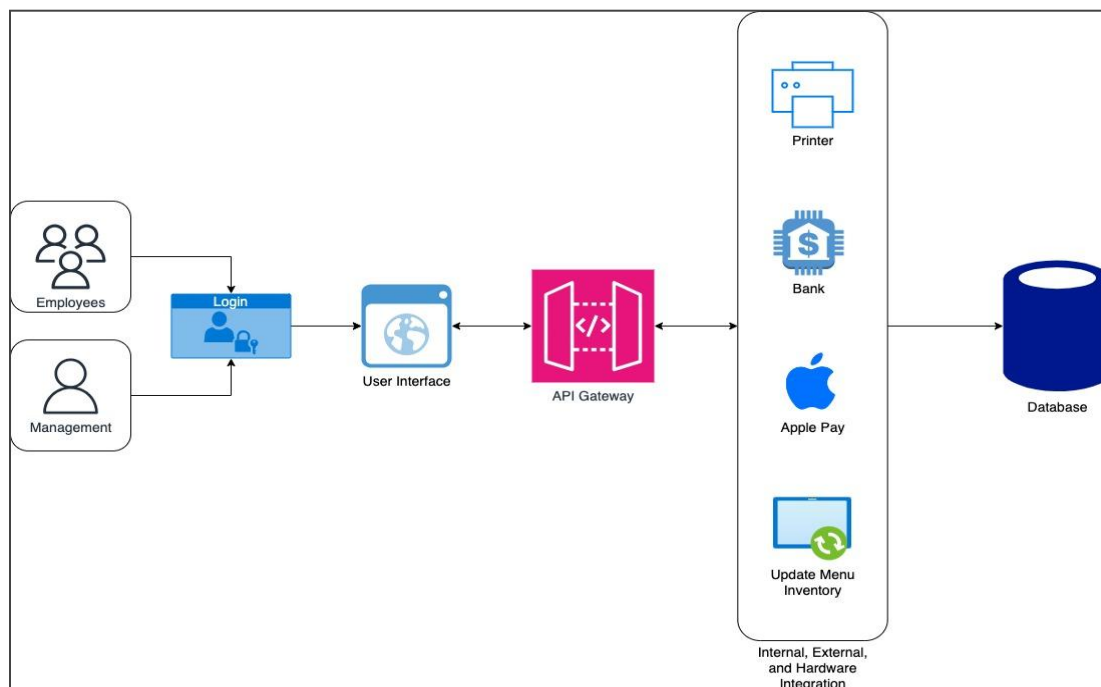 Printer
Bank
Employees
Login
User Interface
API Gateway
Management
Apple Pay
Database
Update Menu
Inventory
Internal, External,
and Hardware
Integration